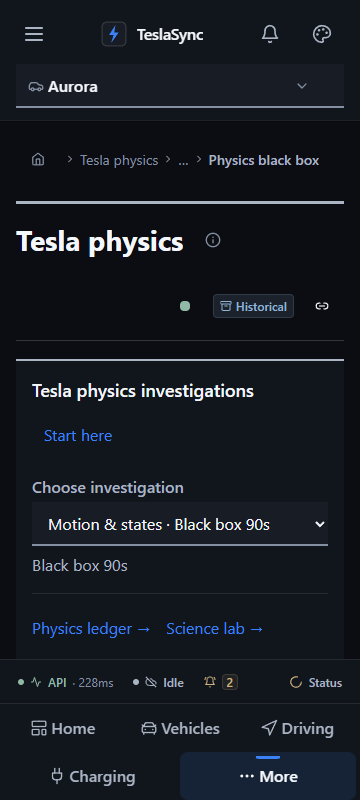 TeslaSync
Aurora
Tesla physics ... Physics black box
Tesla physics
Historical
Tesla physics investigations
Start here
Choose investigation
Motion & states · Black box 90s
Black box 90s
Physics ledger → Science lab →
API · 228ms Idle 2 Status
Home Vehicles Driving
Charging More